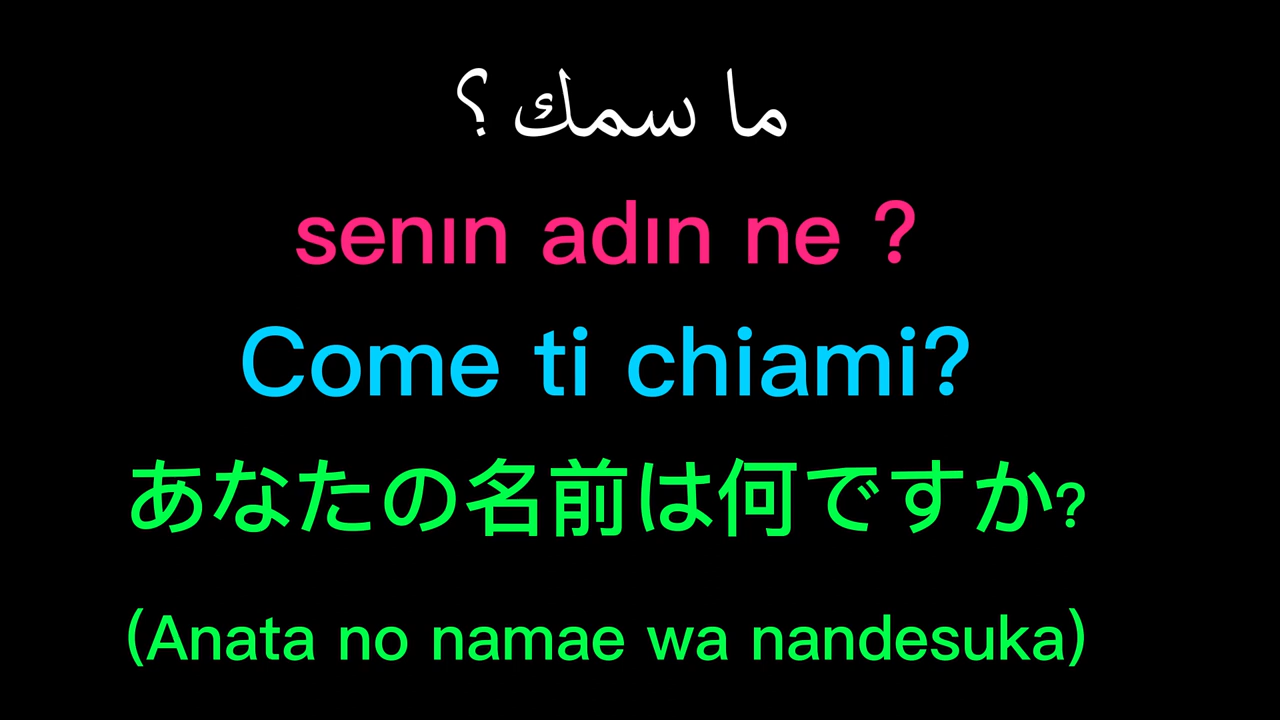 ما سمك ؟
senın adın ne ?
Come ti chiami?
あなたの名前は何ですか?
(Anata no namae wa nandesuka)